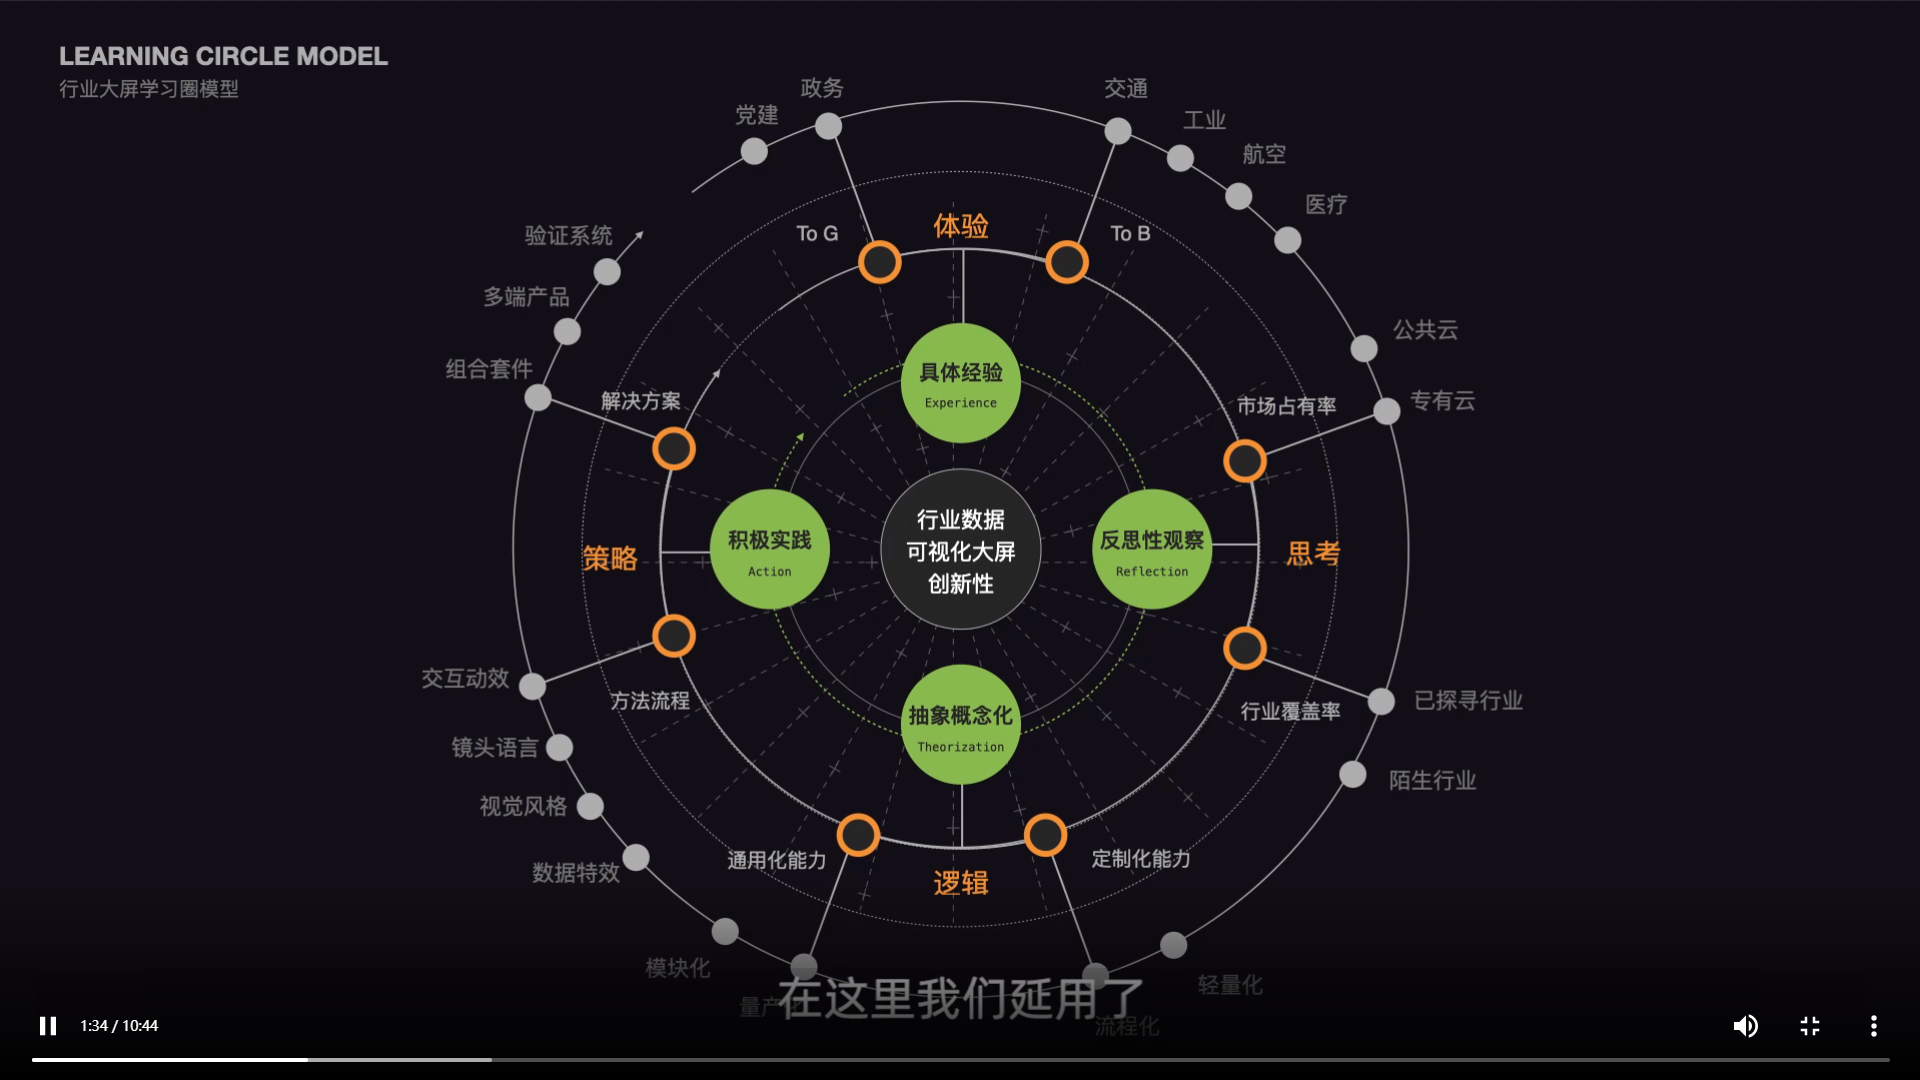 LEARNING CIRCLE MODEL
行业大屏学习圈模型
政务
交通
党建
工业
航空
医疗
验证系统
To G
体验
To B
多端产品
公共云
组合套件
具体经验
Experience
解决方案
市场占有率
专有云
行业数据
可视化大屏
创新性
积极实践
Action
反思性观察
Reflection
策略
思考
交互动效
方法流程
已探寻行业
行业覆盖率
抽象概念化
Theorization
镜头语言
陌生行业
视觉风格
通用化能力
定制化能力
数据特效
逻辑
模块化
轻量化
量产
在这里我们延用了
流程化
1:34 / 10:44